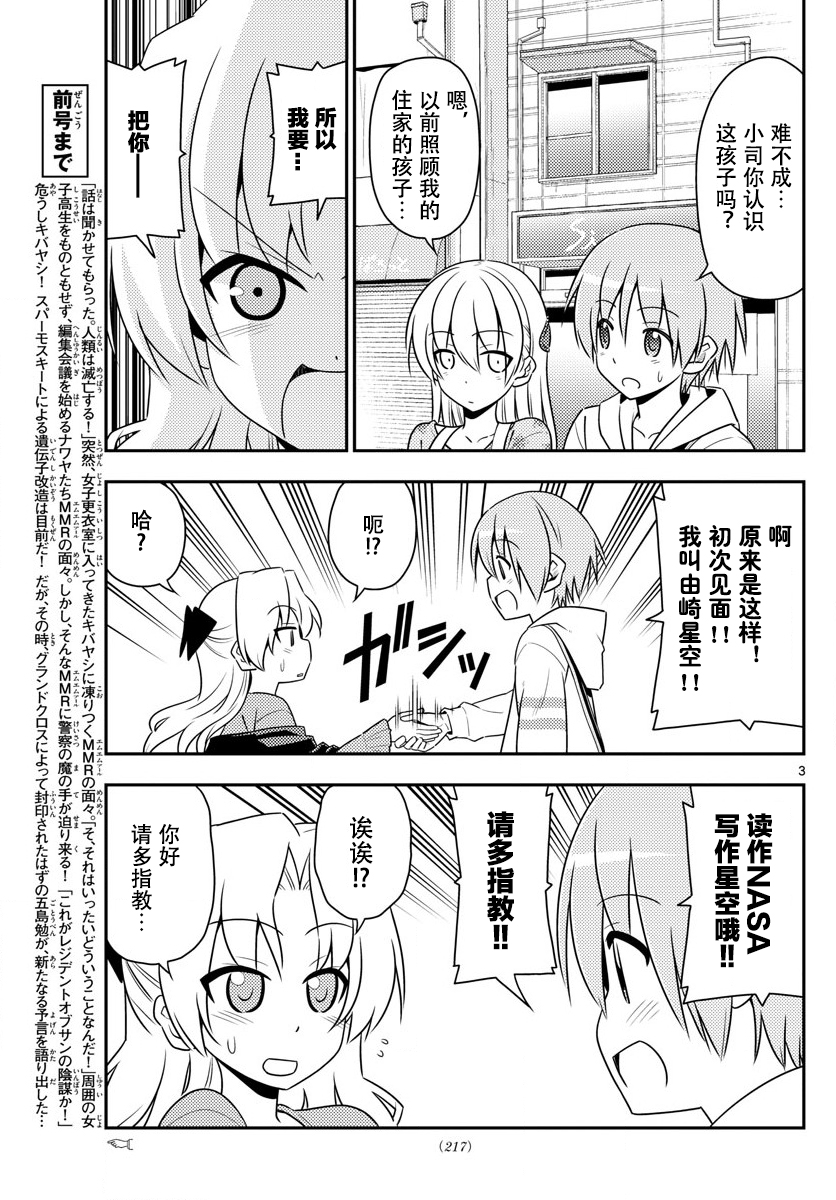 难不成…
小司你认识
这孩子吗?
嗯,
以前照顾我的
住家的孩子…
所以
我要…
把你──
啊
原来是这样!
初次见面!!
我叫由崎星空!!
呃!?
哈?
读作NASA
写作星空哦!!
请多指教!!
诶诶!?
你好
请多指教…
前号まで
「話は聞かせてもらった。人類は滅亡する!」突然、女子更衣室に入ってきたキバヤシに凍りつくMMRの面々。「そ、それはいったいどういうことなんだ!」周囲の女
子高生をものともせず、編集会議を始めるナワヤたちMMRの面々。しかし、そんなMMRに警察の魔の手が迫り来る!「これがレジデントオブサンの陰謀か!」
危うしキバヤシ! スパーモスキートによる遺伝子改造は目前だ! だが、その時、グランドクロスによって封印されたはずの五島勉が、新たなる予言を語り出した…
3
(217)